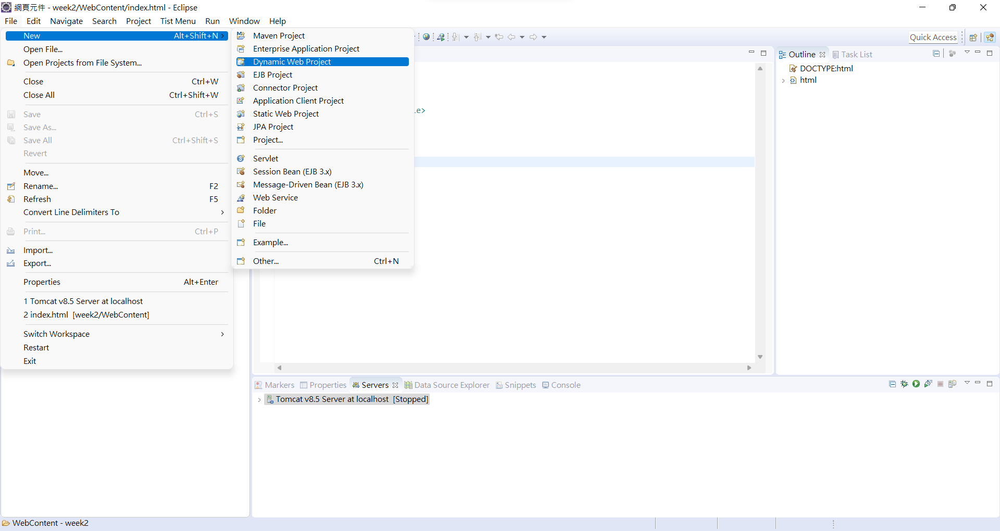 網頁元件 - week2/WebContent/index.html - Eclipse
File Edit Navigate Search Project Tist Menu Run Window Help
New Alt+Shift+N
Open File...
Open Projects from File System...
Close Ctrl+W
Close All Ctrl+Shift+W
Save Ctrl+S
Save As...
Save All Ctrl+Shift+S
Revert
Move...
Rename... F2
Refresh F5
Convert Line Delimiters To
Print... Ctrl+P
Import...
Export...
Properties Alt+Enter
1 Tomcat v8.5 Server at localhost
2 index.html [week2/WebContent]
Switch Workspace
Restart
Exit
Maven Project
Enterprise Application Project
Dynamic Web Project
EJB Project
Connector Project
Application Client Project
Static Web Project
JPA Project
Project...
Servlet
Session Bean (EJB 3.x)
Message-Driven Bean (EJB 3.x)
Web Service
Folder
File
Example...
Other... Ctrl+N
le>
Quick Access
Outline Task List
DOCTYPE:html
html
Markers Properties Servers Data Source Explorer Snippets Console
Tomcat v8.5 Server at localhost [Stopped]
WebContent - week2